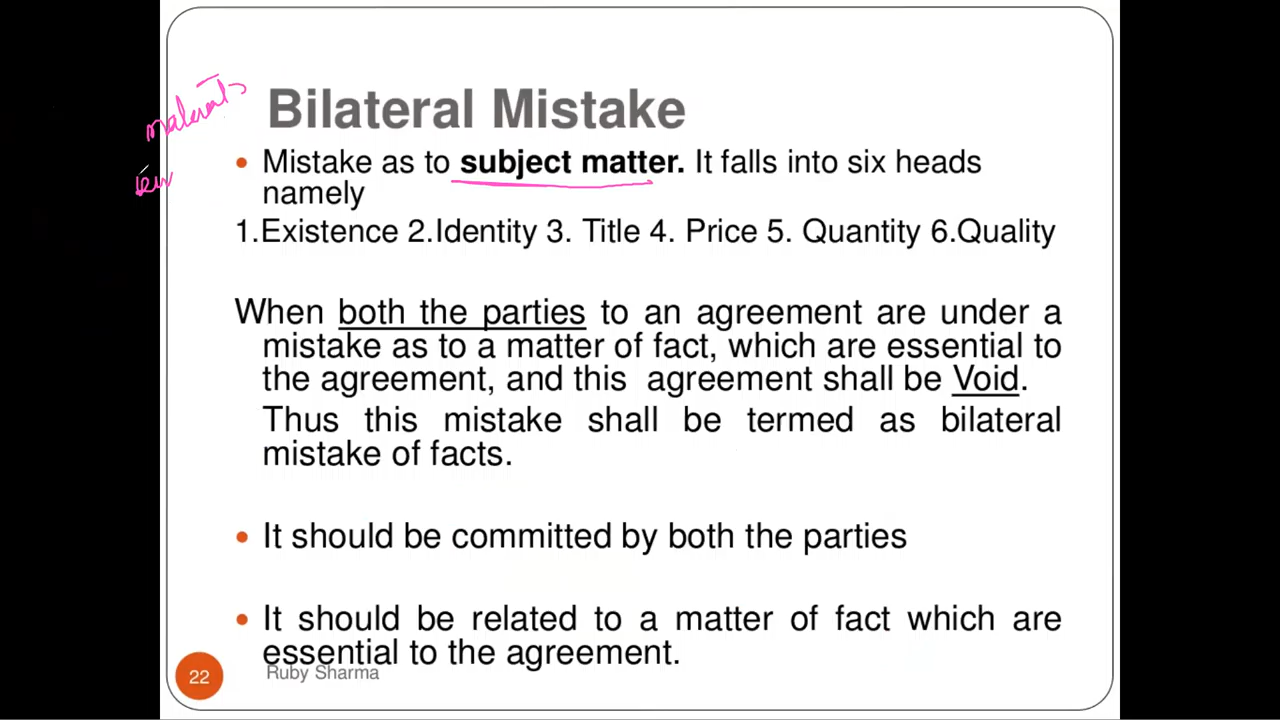 Bilateral Mistake
• Mistake as to subject matter. It falls into six heads
namely
1.Existence 2.Identity 3. Title 4. Price 5. Quantity 6.Quality
When both the parties to an agreement are under a
mistake as to a matter of fact, which are essential to
the agreement, and this agreement shall be Void.
Thus this mistake shall be termed as bilateral
mistake of facts.
• It should be committed by both the parties
• It should be related to a matter of fact which are
essential to the agreement.
22
Ruby Sharma